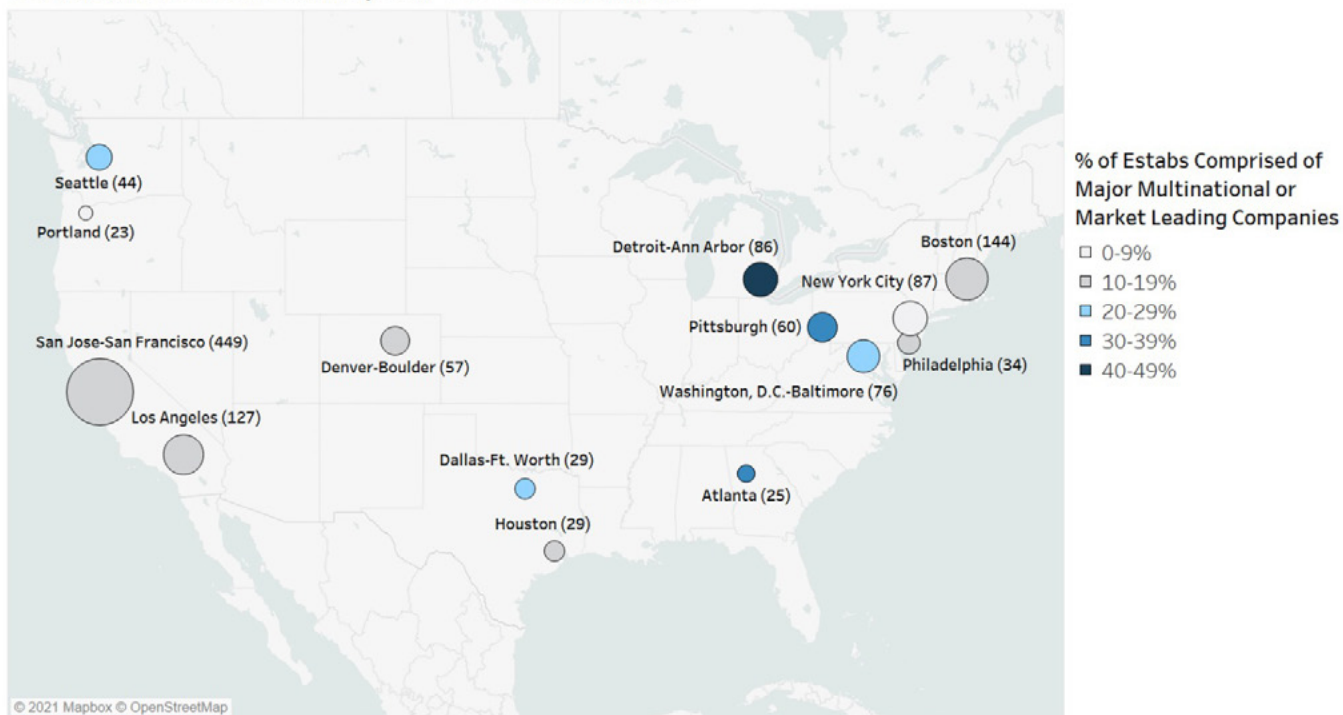 Seattle (44)
Portland (23)
Detroit-Ann Arbor (86)
Boston (144)
New York City (87)
Pittsburgh (60)
San Jose-San Francisco (449)
Denver-Boulder (57)
Philadelphia (34)
Washington, D.C.-Baltimore (76)
Los Angeles (127)
Dallas-Ft. Worth (29)
Atlanta (25)
Houston (29)
© 2021 Mapbox © OpenStreetMap
% of Estabs Comprised of
Major Multinational or
Market Leading Companies
0-9%
10-19%
20-29%
30-39%
40-49%